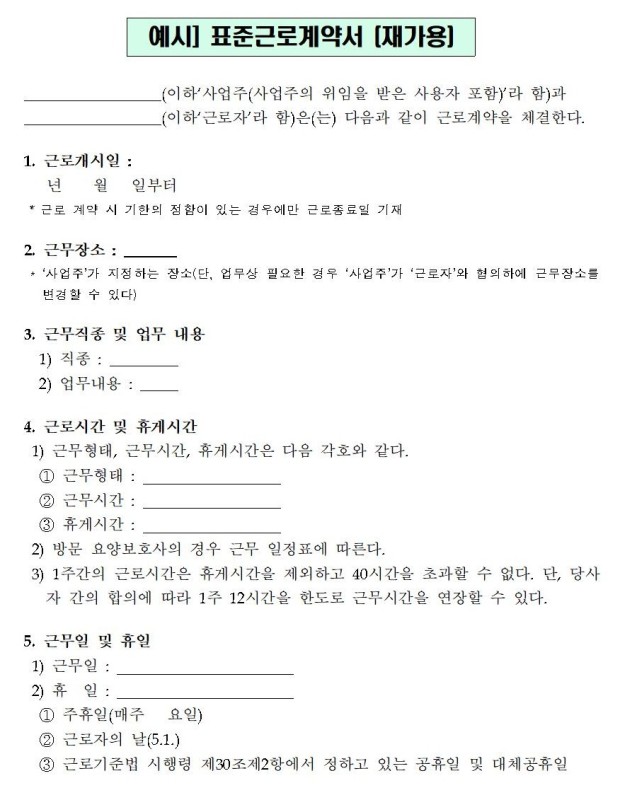 예시] 표준근로계약서 (재가용)
______________(이하'사업주(사업주의 위임을 받은 사용자 포함)'라 함)과
______________(이하'근로자'라 함)은(는) 다음과 같이 근로계약을 체결한다.
1. 근로개시일 :
년 월 일부터
* 근로 계약 시 기한의 정함이 있는 경우에만 근로종료일 기재
2. 근무장소 : ______
* '사업주'가 지정하는 장소(단, 업무상 필요한 경우 '사업주'가 '근로자'와 협의하에 근무장소를
변경할 수 있다)
3. 근무직종 및 업무 내용
1) 직종 : _______
2) 업무내용 : ____
4. 근로시간 및 휴게시간
1) 근무형태, 근무시간, 휴게시간은 다음 각호와 같다.
① 근무형태 : ______________
② 근무시간 : ______________
③ 휴게시간 : ______________
2) 방문 요양보호사의 경우 근무 일정표에 따른다.
3) 1주간의 근로시간은 휴게시간을 제외하고 40시간을 초과할 수 없다. 단, 당사
자 간의 합의에 따라 1주 12시간을 한도로 근무시간을 연장할 수 있다.
5. 근무일 및 휴일
1) 근무일 : __________________
2) 휴 일 : __________________
① 주휴일(매주 요일)
② 근로자의 날(5.1.)
③ 근로기준법 시행령 제30조제2항에서 정하고 있는 공휴일 및 대체공휴일